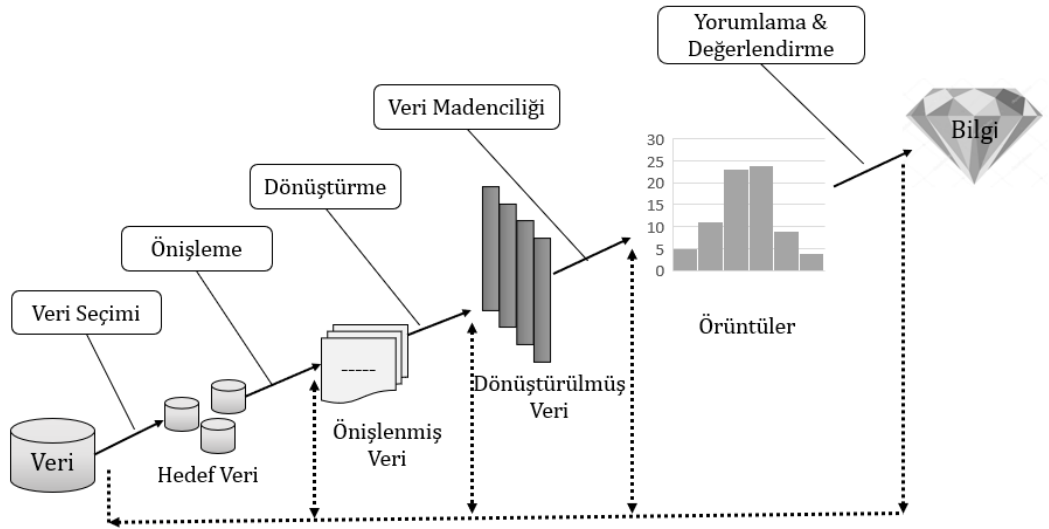 Yorumlama &
Değerlendirme
Veri Madenciliği
Bilgi
30
25
20
15
10
5
0
Dönüştürme
Önişleme
Veri Seçimi
Örüntüler
-----
Dönüştürülmüş
Veri
Önişlenmiş
Veri
Hedef Veri
Veri